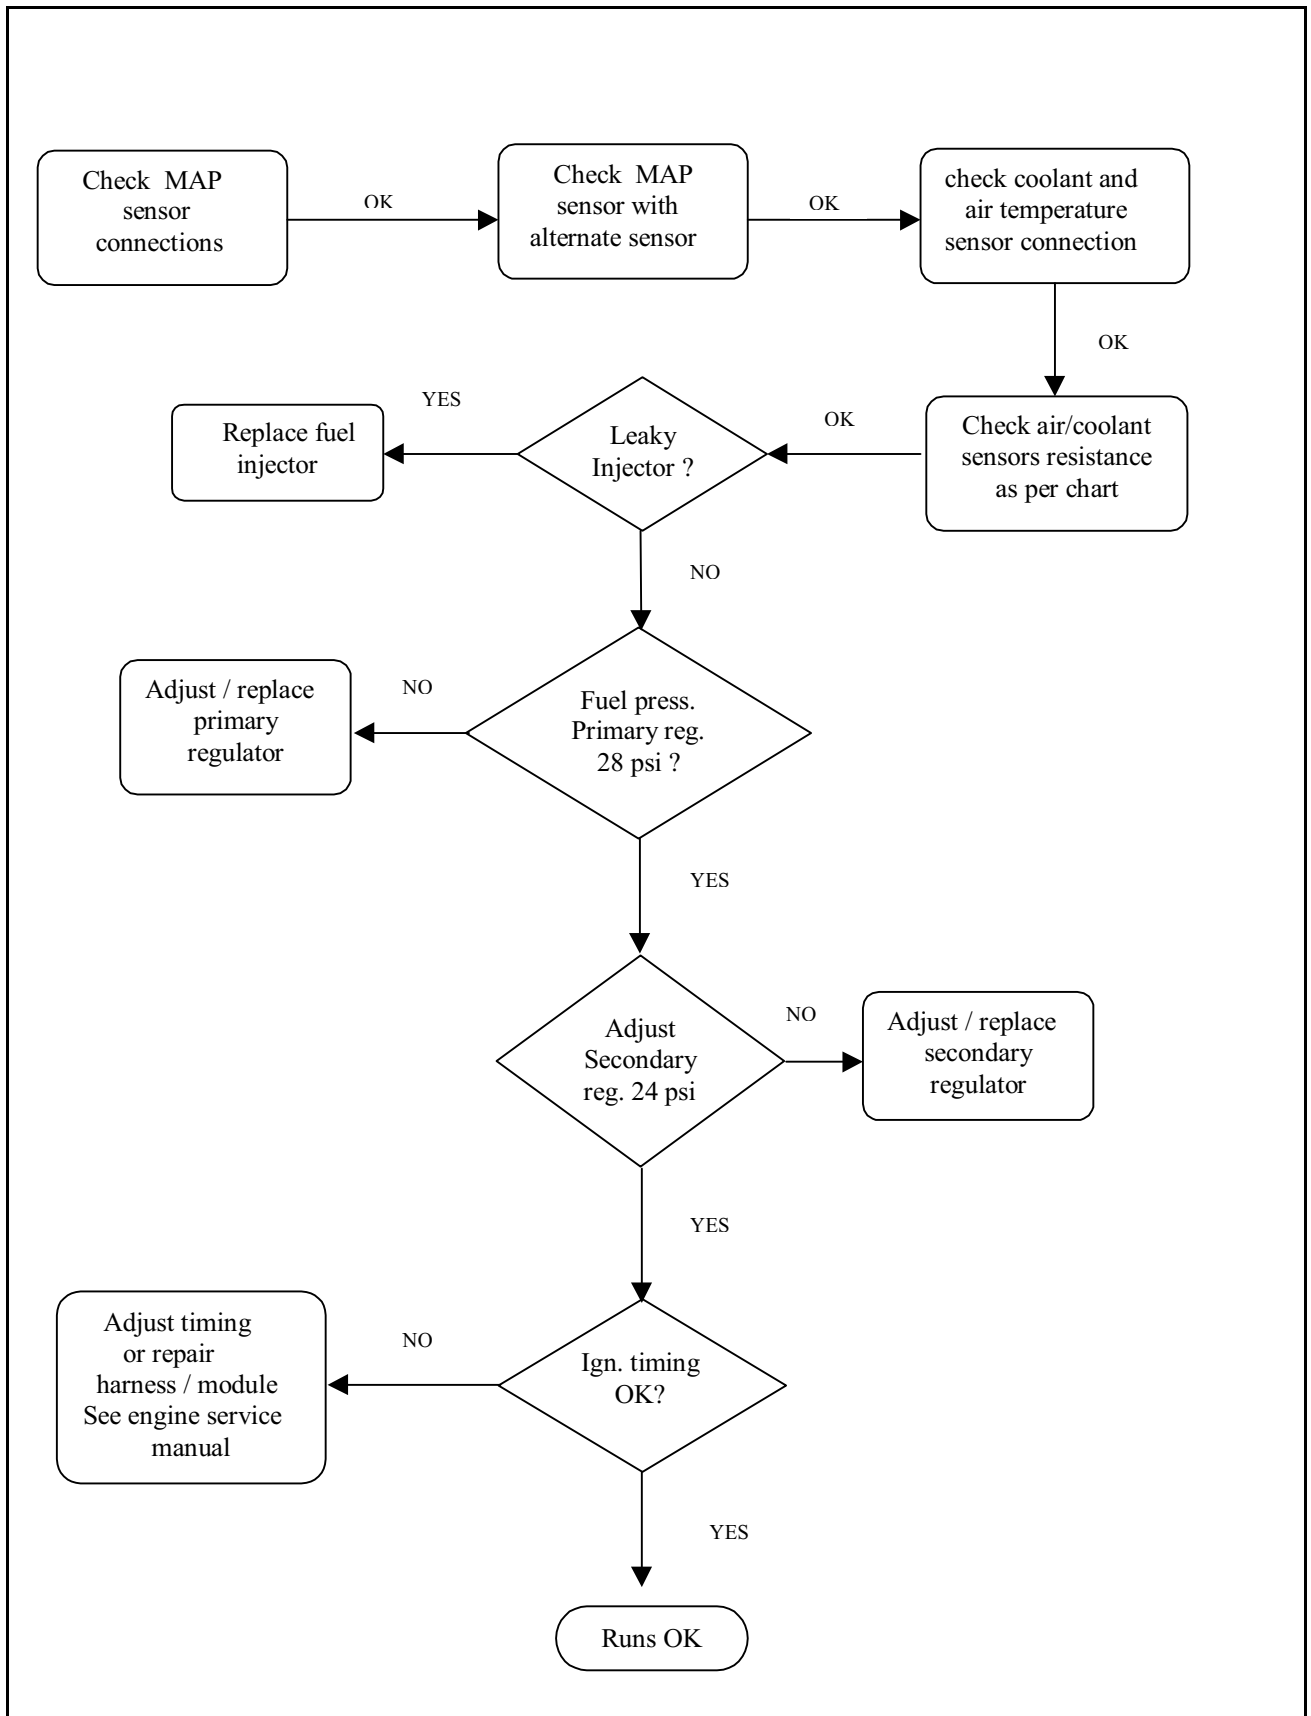 Check MAP
sensor
connections
OK
Check MAP
sensor with
alternate sensor
OK
check coolant and
air temperature
sensor connection
OK
Check air/coolant
sensors resistance
as per chart
OK
Leaky
Injector ?
YES
Replace fuel
injector
NO
Fuel press.
Primary reg.
28 psi ?
NO
Adjust / replace
primary
regulator
YES
Adjust
Secondary
reg. 24 psi
NO
Adjust / replace
secondary
regulator
YES
Ign. timing
OK?
NO
Adjust timing
or repair
harness / module
See engine service
manual
YES
Runs OK